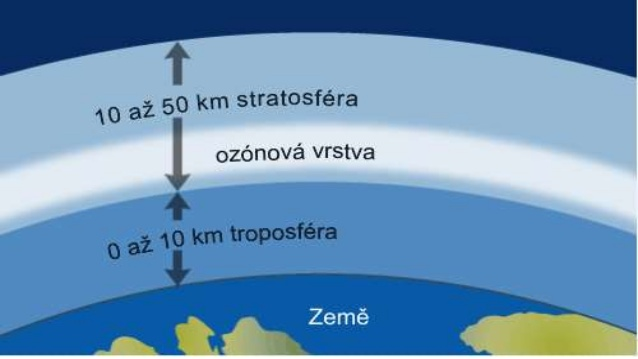 10 až 50 km stratosféra
ozónová vrstva
0 až 10 km troposféra
Země